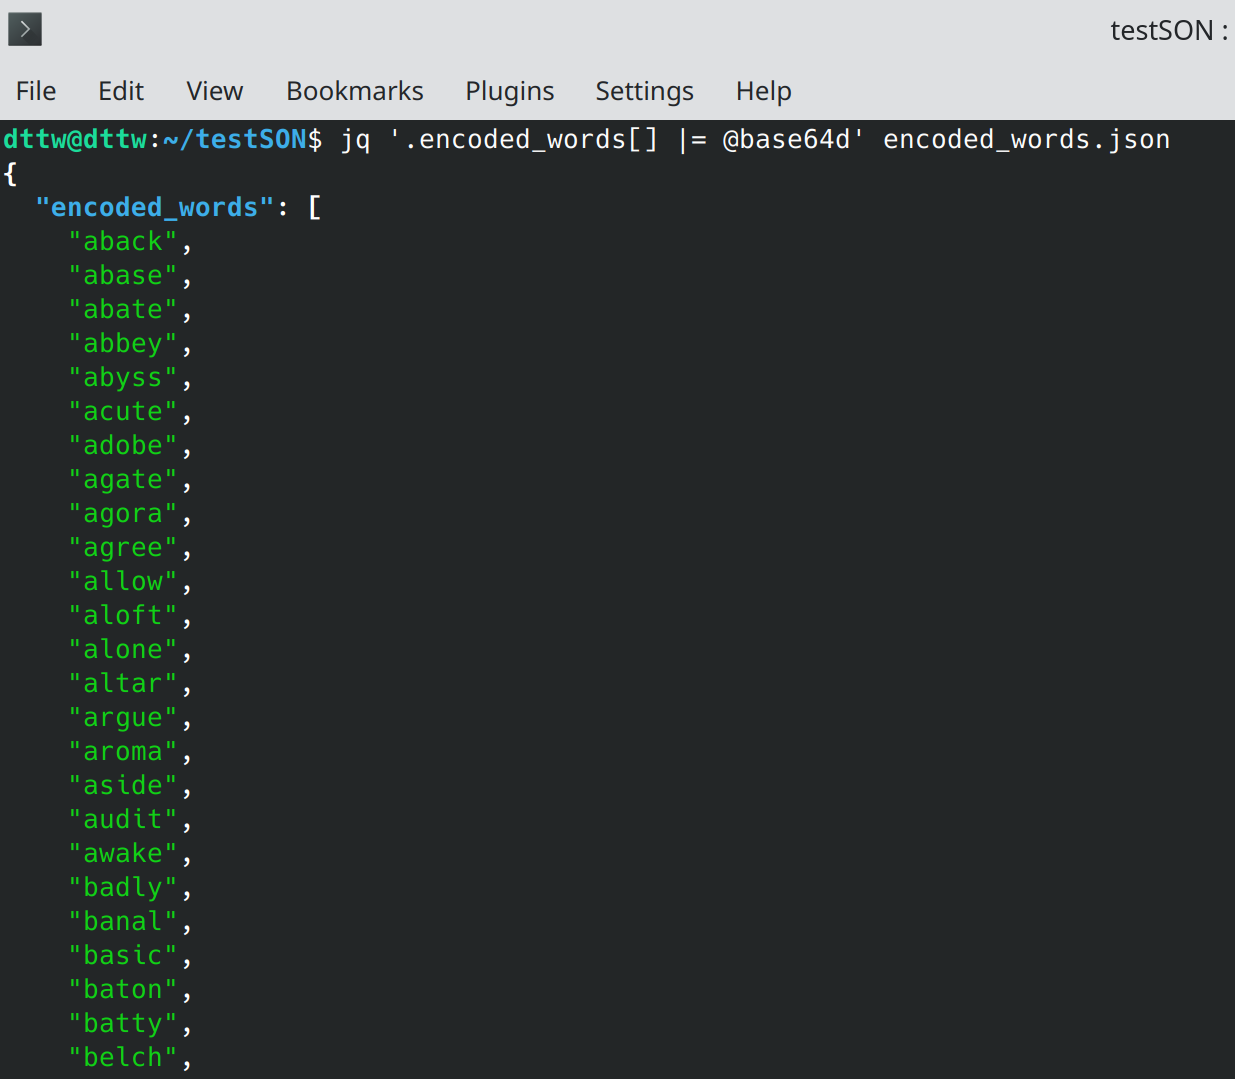 testSON :
File Edit View Bookmarks Plugins Settings Help
dttw@dttw:~/testSON$ jq '.encoded_words[] |= @base64d' encoded_words.json
{
  "encoded_words": [
    "aback",
    "abase",
    "abate",
    "abbey",
    "abyss",
    "acute",
    "adobe",
    "agate",
    "agora",
    "agree",
    "allow",
    "aloft",
    "alone",
    "altar",
    "argue",
    "aroma",
    "aside",
    "audit",
    "awake",
    "badly",
    "banal",
    "basic",
    "baton",
    "batty",
    "belch",